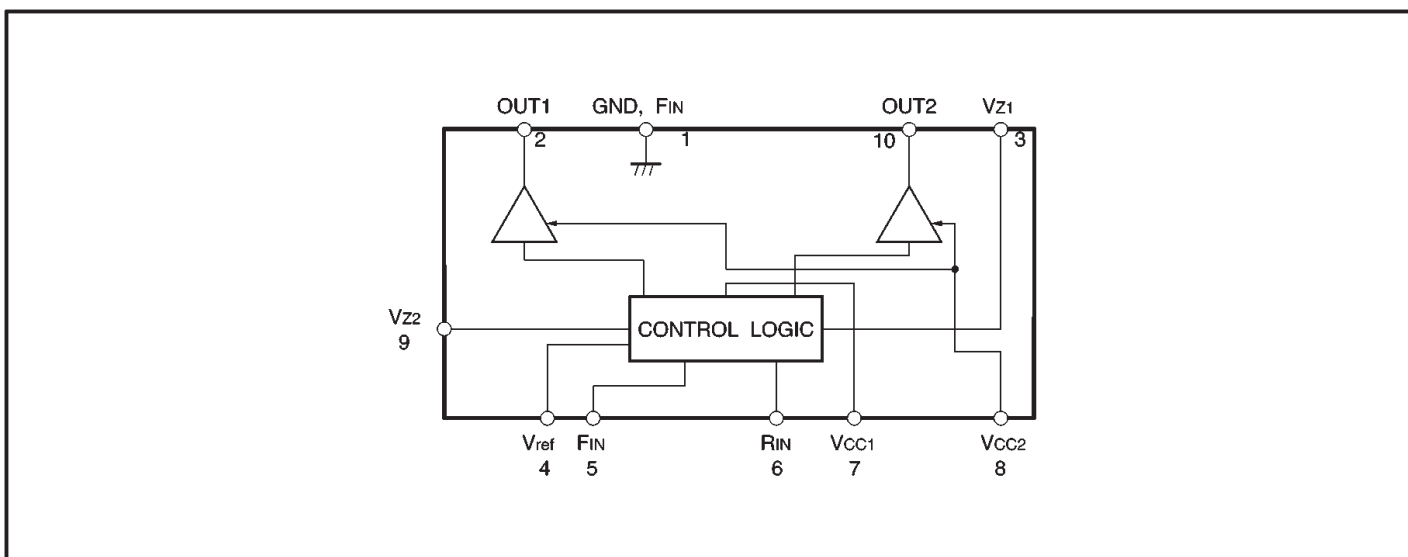 OUT1 GND, FIN OUT2 VZ1
2 1 10 3
VZ2
9
CONTROL LOGIC
Vref FIN RIN VCC1 VCC2
4 5 6 7 8